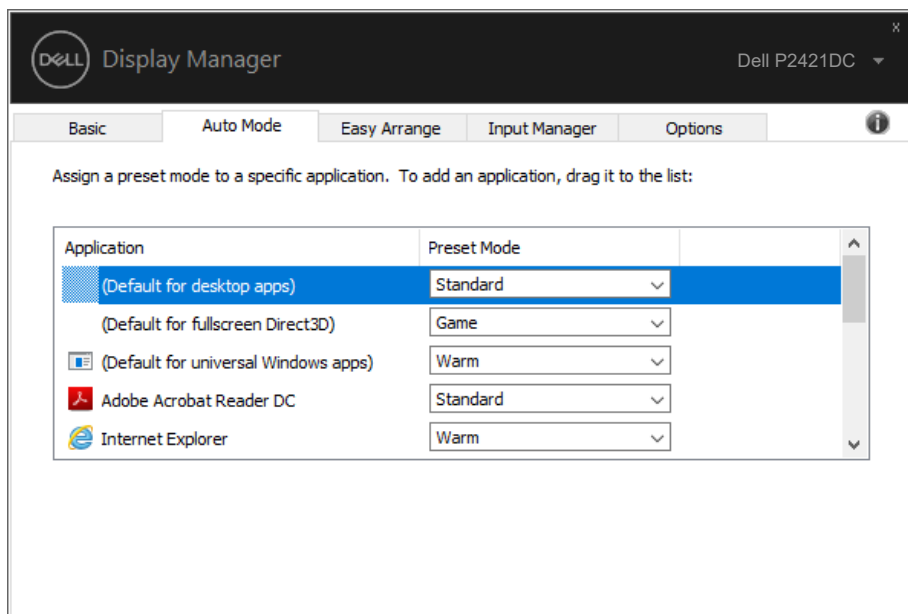 x
DELL Display Manager Dell P2421DC
Basic Auto Mode Easy Arrange Input Manager Options
Assign a preset mode to a specific application. To add an application, drag it to the list:
Application Preset Mode
(Default for desktop apps) Standard
(Default for fullscreen Direct3D) Game
(Default for universal Windows apps) Warm
Adobe Acrobat Reader DC Standard
Internet Explorer Warm